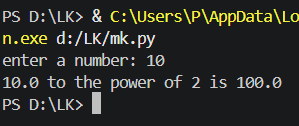 PS D:\LK> & C:\Users\P\AppData\Lo
n.exe d:/LK/mk.py
enter a number: 10
10.0 to the power of 2 is 100.0
PS D:\LK>